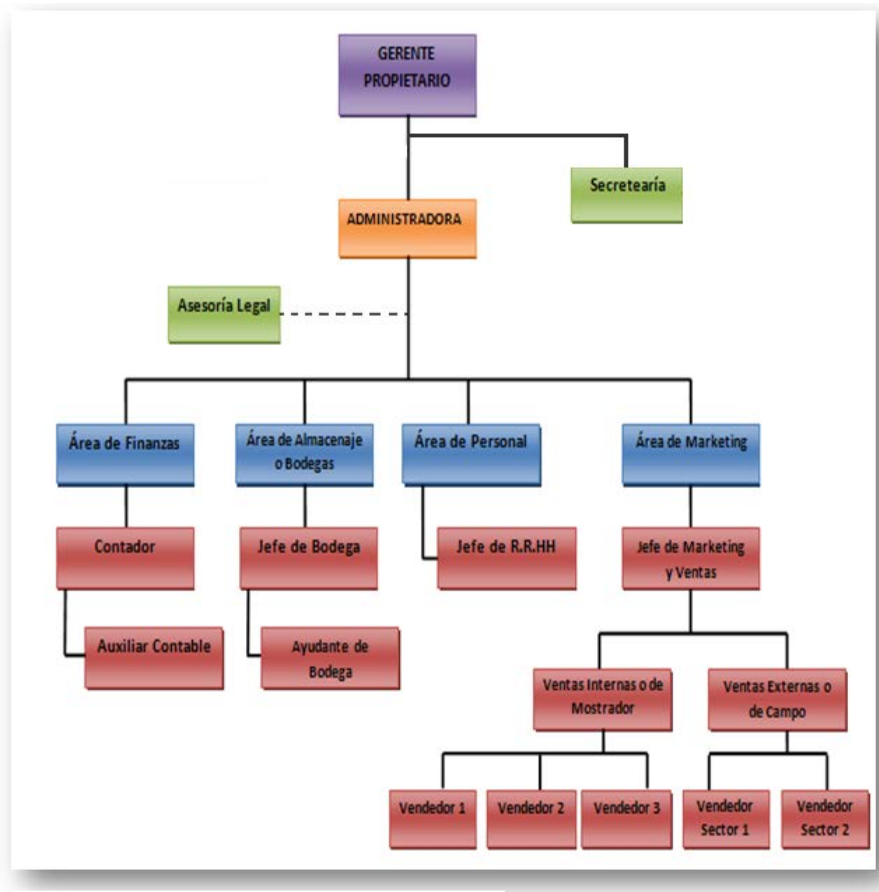 GERENTE
PROPIETARIO
Secretearía
ADMINISTRADORA
Asesoría Legal
Área de Finanzas
Área de Almacenaje
o Bodegas
Área de Personal
Área de Marketing
Contador
Jefe de Bodega
Jefe de R.R.HH
Jefe de Marketing
y Ventas
Auxiliar Contable
Ayudante de
Bodega
Ventas Internas o de
Mostrador
Ventas Externas o
de Campo
Vendedor 1
Vendedor 2
Vendedor 3
Vendedor
Sector 1
Vendedor
Sector 2